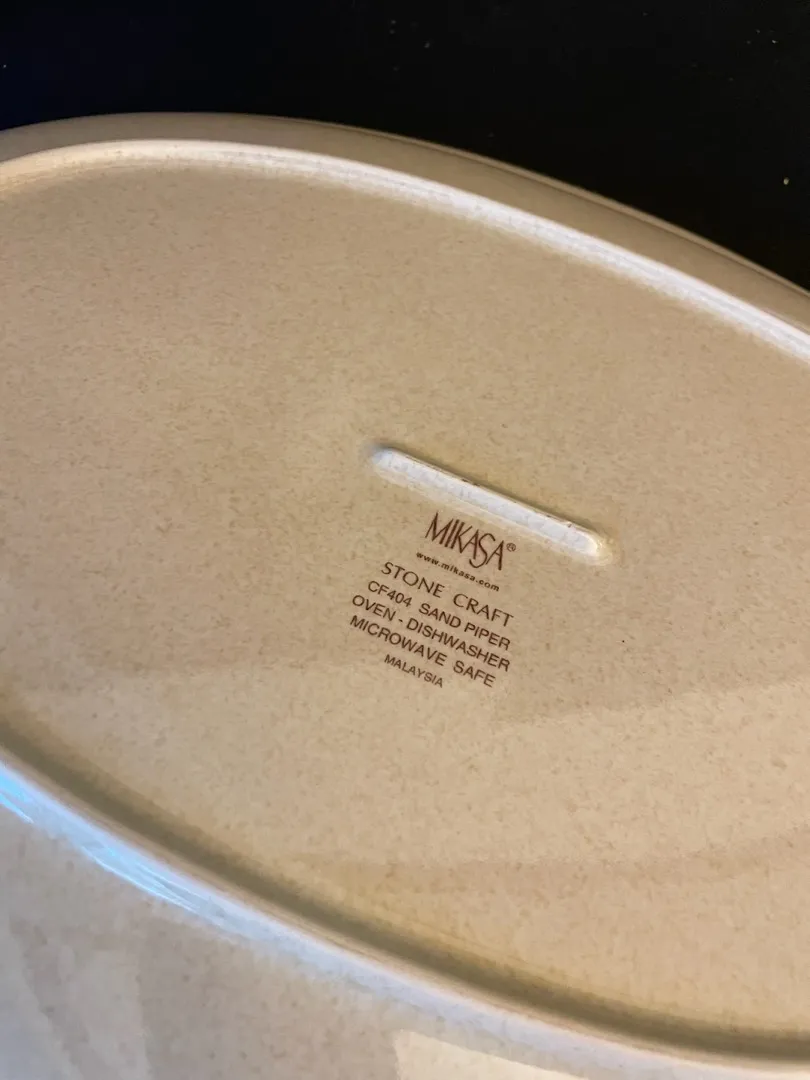 MIKASA®
www.mikasa.com
STONE CRAFT
CF404 SAND PIPER
OVEN - DISHWASHER
MICROWAVE SAFE
MALAYSIA